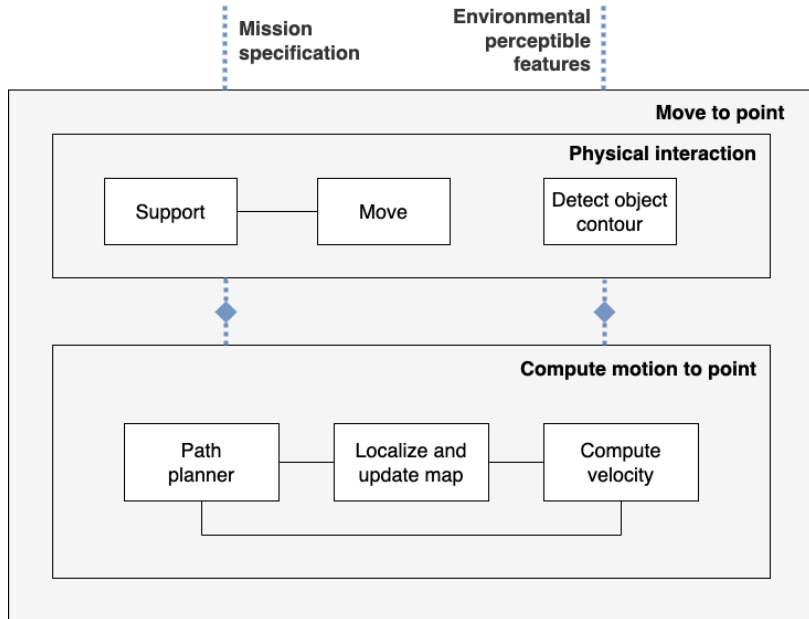 Mission
specification
Environmental
perceptible
features
Move to point
Physical interaction
Support
Move
Detect object
contour
Compute motion to point
Path
planner
Localize and
update map
Compute
velocity